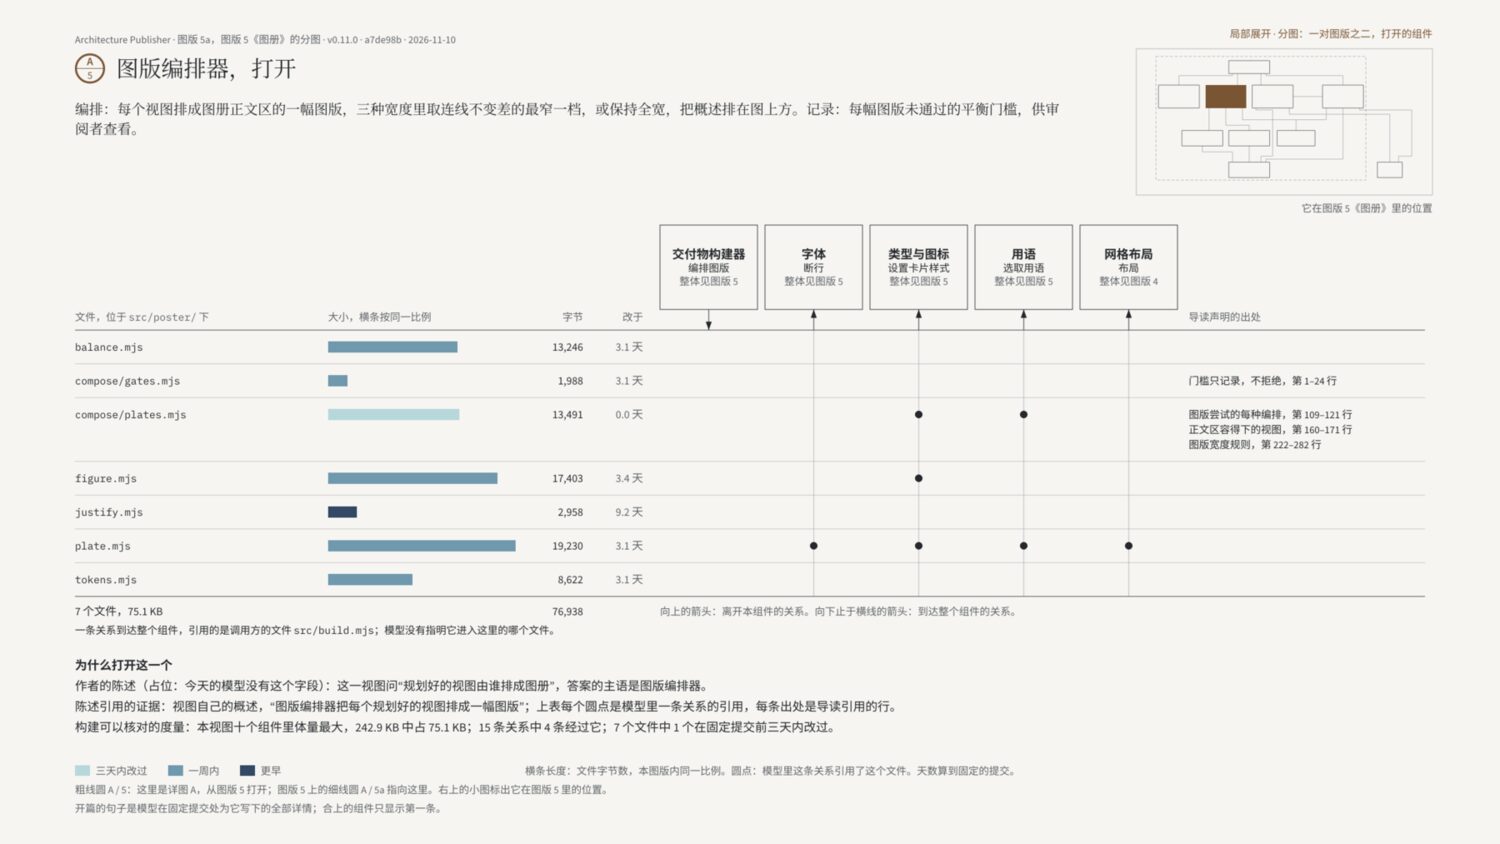 Architecture Publisher · 图版 5a，图版 5《图册》的分图 · v0.11.0 · a7de98b · 2026-11-10
局部展开 · 分图：一对图版之二，打开的组件
A
5
图版编排器，打开
编排：每个视图排成图册正文区的一幅图版，三种宽度里取连线不变差的最窄一档，或保持全宽，把概述排在图上方。记录：每幅图版未通过的平衡门槛，供审
阅者查看。
它在图版 5《图册》里的位置
交付物构建器
编排图版
整体见图版 5
字体
断行
整体见图版 5
类型与图标
设置卡片样式
整体见图版 5
用语
选取用语
整体见图版 5
网格布局
布局
整体见图版 4
文件，位于 src/poster/ 下
大小，横条按同一比例
字节
改于
导读声明的出处
balance.mjs 13,246 3.1 天
compose/gates.mjs 1,988 3.1 天 门槛只记录，不拒绝，第 1–24 行
compose/plates.mjs 13,491 0.0 天 图版尝试的每种编排，第 109–121 行
正文区容得下的视图，第 160–171 行
图版宽度规则，第 222–282 行
figure.mjs 17,403 3.4 天
justify.mjs 2,958 9.2 天
plate.mjs 19,230 3.1 天
tokens.mjs 8,622 3.1 天
7 个文件，75.1 KB 76,938 向上的箭头：离开本组件的关系。向下止于横线的箭头：到达整个组件的关系。
一条关系到达整个组件，引用的是调用方的文件 src/build.mjs；模型没有指明它进入这里的哪个文件。
为什么打开这一个
作者的陈述（占位：今天的模型没有这个字段）：这一视图问“规划好的视图由谁排成图册”，答案的主语是图版编排器。
陈述引用的证据：视图自己的概述，“图版编排器把每个规划好的视图排成一幅图版”；上表每个圆点是模型里一条关系的引用，每条出处是导读引用的行。
构建可以核对的度量：本视图十个组件里体量最大，242.9 KB 中占 75.1 KB；15 条关系中 4 条经过它；7 个文件中 1 个在固定提交前三天内改过。
三天内改过 一周内 更早 横条长度：文件字节数，本图版内同一比例。圆点：模型里这条关系引用了这个文件。天数算到固定的提交。
粗线圆 A / 5：这里是详图 A，从图版 5 打开；图版 5 上的细线圆 A / 5a 指向这里。右上的小图标出它在图版 5 里的位置。
开篇的句子是模型在固定提交处为它写下的全部详情；合上的组件只显示第一条。